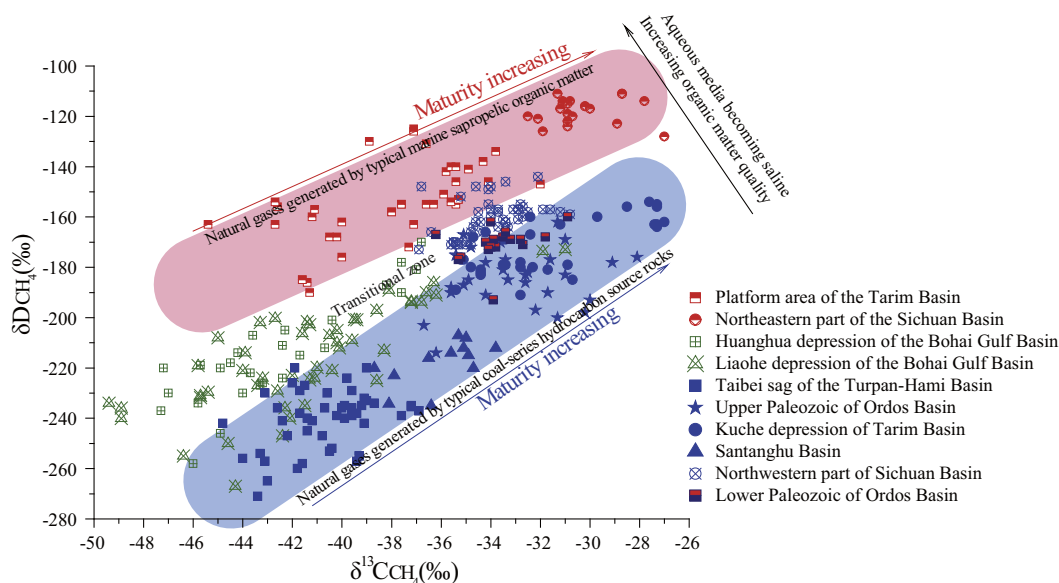 Aqueous media becoming saline
Increasing organic matter quality
Maturity increasing
Natural gases generated by typical marine sapropelic organic matter
Transitional zone
Natural gases generated by typical coal-series hydrocarbon source rocks
Maturity increasing
δDCH4(‰)
-100
-120
-140
-160
-180
-200
-220
-240
-260
-280
-50
-48
-46
-44
-42
-40
-38
-36
-34
-32
-30
-28
-26
δ13CCH4(‰)
Platform area of the Tarim Basin
Northeastern part of the Sichuan Basin
Huanghua depression of the Bohai Gulf Basin
Liaohe depression of the Bohai Gulf Basin
Taibei sag of the Turpan-Hami Basin
Upper Paleozoic of Ordos Basin
Kuche depression of Tarim Basin
Santanghu Basin
Northwestern part of Sichuan Basin
Lower Paleozoic of Ordos Basin